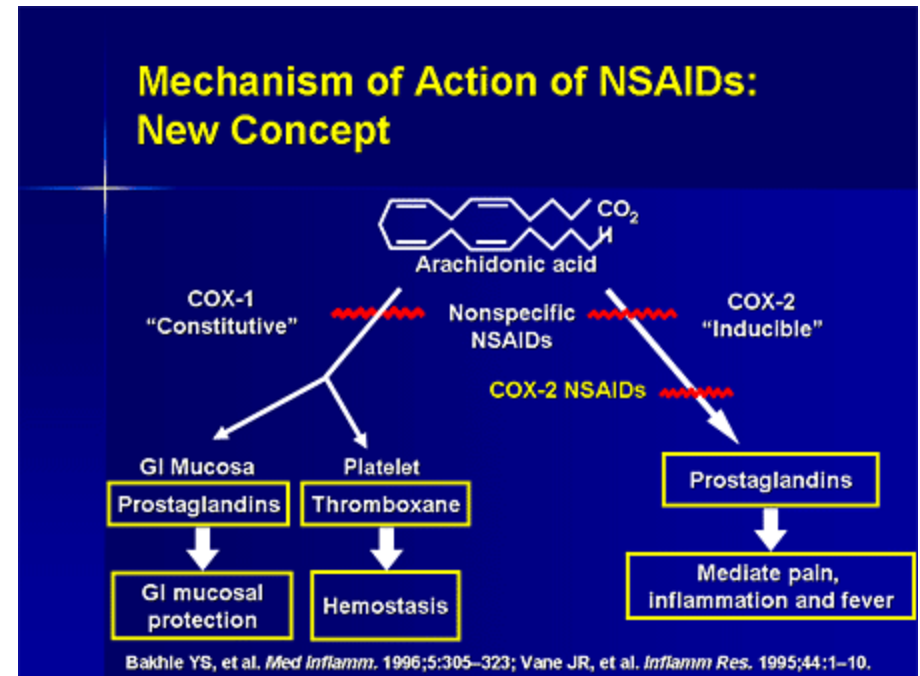 Mechanism of Action of NSAIDs:
New Concept
CO₂
H
Arachidonic acid
COX-1
“Constitutive”
Nonspecific
NSAIDs
COX-2
“Inducible”
COX-2 NSAIDs
GI Mucosa
Prostaglandins
Platelet
Thromboxane
Prostaglandins
GI mucosal
protection
Hemostasis
Mediate pain,
inflammation and fever
Bakhle YS, et al. Med Inflamm. 1996;5:305–323; Vane JR, et al. Inflamm Res. 1995;44:1–10.